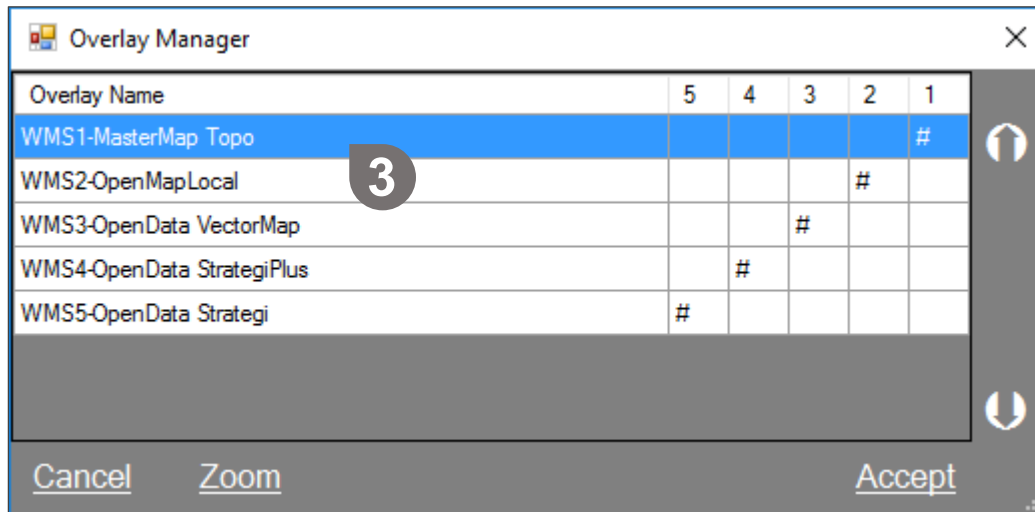 Overlay Manager
Overlay Name 5 4 3 2 1
WMS1-MasterMap Topo #
WMS2-OpenMapLocal #
WMS3-OpenData VectorMap #
WMS4-OpenData StrategiPlus #
WMS5-OpenData Strategi #
3
Cancel Zoom Accept